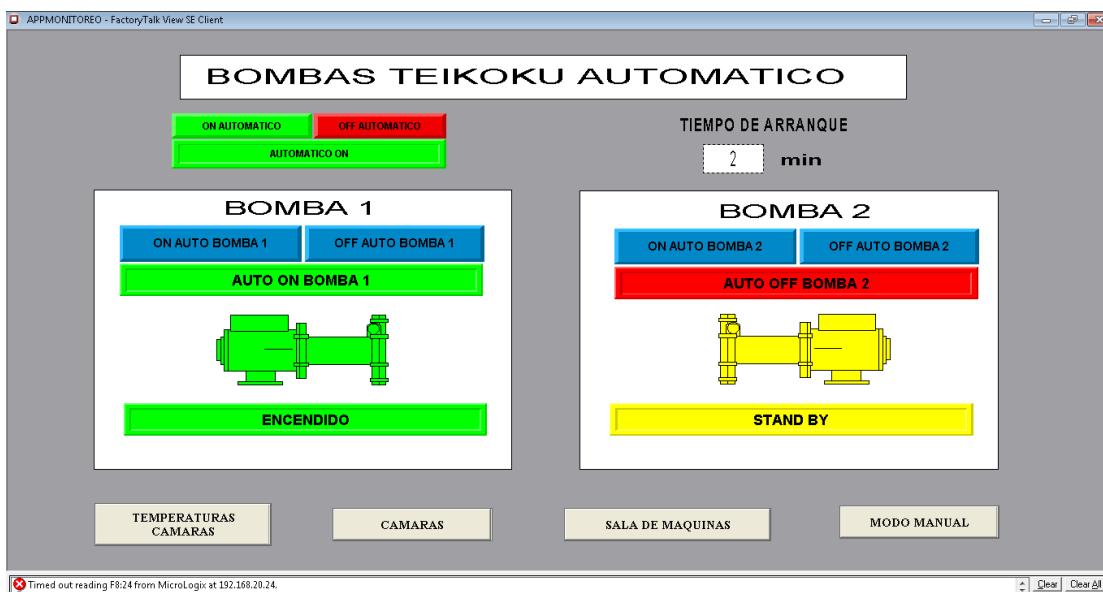 APPMONITOREO - FactoryTalk View SE Client
BOMBAS TEIKOKU AUTOMATICO
ON AUTOMATICO
OFF AUTOMATICO
AUTOMATICO ON
TIEMPO DE ARRANQUE
2 min
BOMBA 1
ON AUTO BOMBA 1
OFF AUTO BOMBA 1
AUTO ON BOMBA 1
ENCENDIDO
BOMBA 2
ON AUTO BOMBA 2
OFF AUTO BOMBA 2
AUTO OFF BOMBA 2
STAND BY
TEMPERATURAS
CAMARAS
CAMARAS
SALA DE MAQUINAS
MODO MANUAL
Timed out reading F8:24 from MicroLogix at 192.168.20.24.
Clear
Clear All